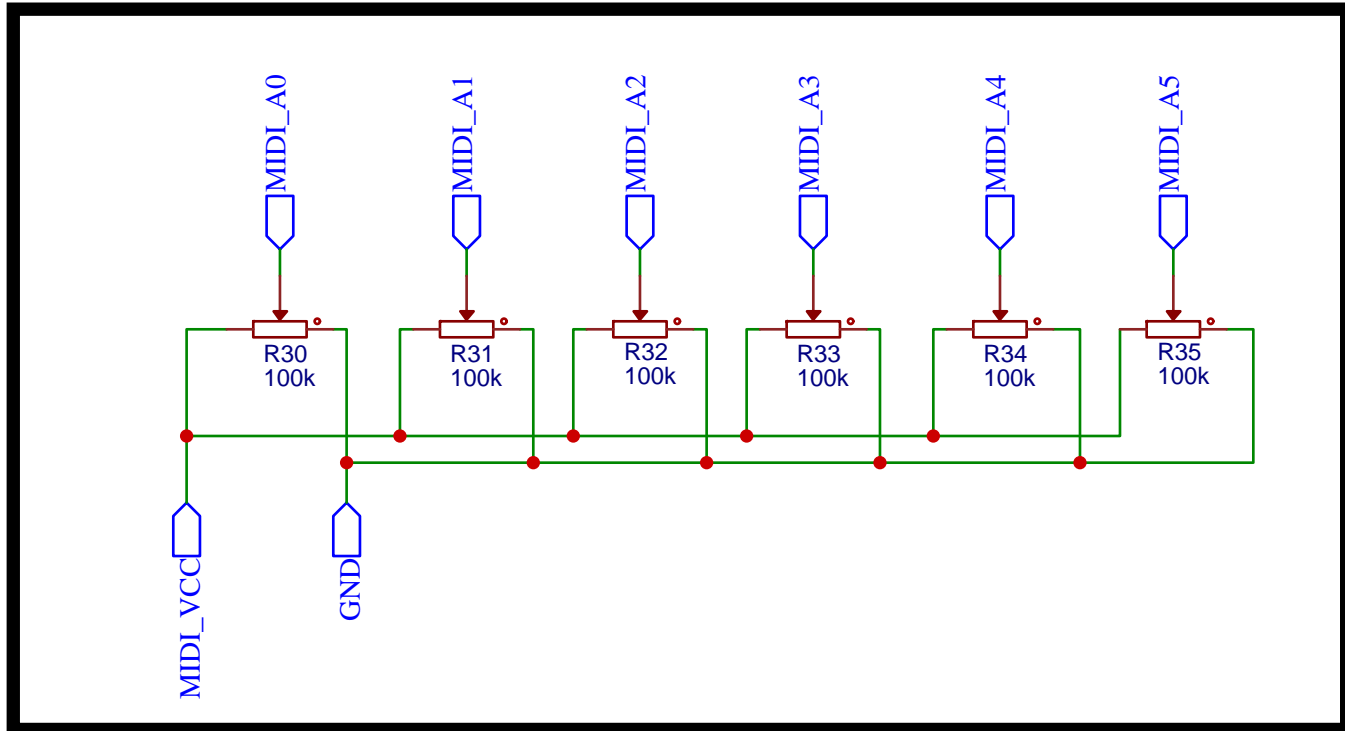 MIDI_A0
MIDI_A1
MIDI_A2
MIDI_A3
MIDI_A4
MIDI_A5
R30
100k
R31
100k
R32
100k
R33
100k
R34
100k
R35
100k
MIDI_VCC
GND